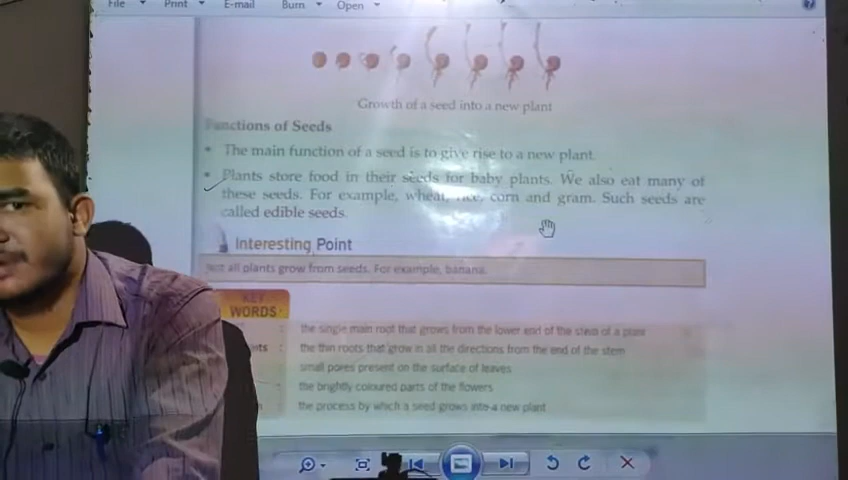 File Print E-mail Burn Open
Growth of a seed into a new plant
Functions of Seeds
The main function of a seed is to give rise to a new plant.
Plants store food in their seeds for baby plants. We also eat many of
these seeds. For example, wheat, rice, corn and gram. Such seeds are
called edible seeds.
Interesting Point
Not all plants grow from seeds. For example, banana.
KEY
WORDS
: the single main root that grows from the lower end of the stem of a plant
: the thin roots that grow in all the directions from the end of the stem
small pores present on the surface of leaves
: the brightly coloured parts of the flowers
: the process by which a seed grows into a new plant